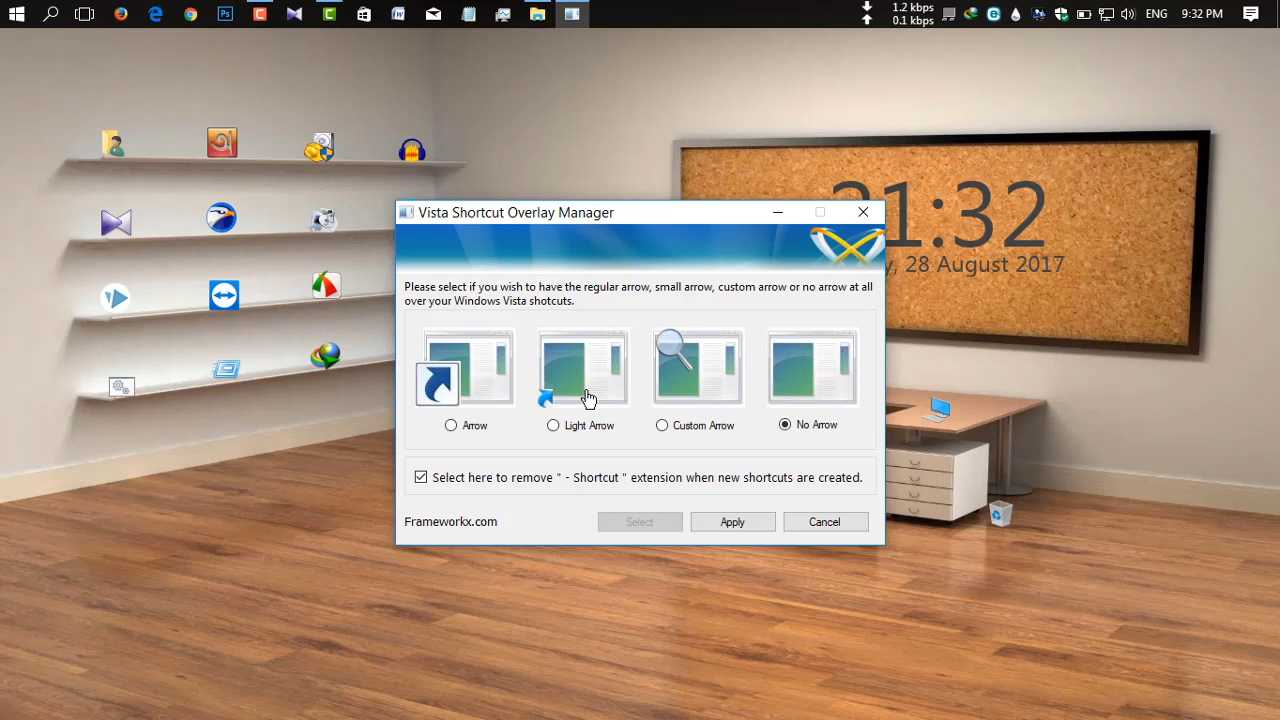 1.2 kbps
0.1 kbps
ENG
9:32 PM
Ps
21:32
y, 28 August 2017
Vista Shortcut Overlay Manager
Please select if you wish to have the regular arrow, small arrow, custom arrow or no arrow at all
over your Windows Vista shotcuts.
Arrow
Light Arrow
Custom Arrow
No Arrow
Select here to remove " - Shortcut " extension when new shortcuts are created.
Frameworkx.com
Select
Apply
Cancel